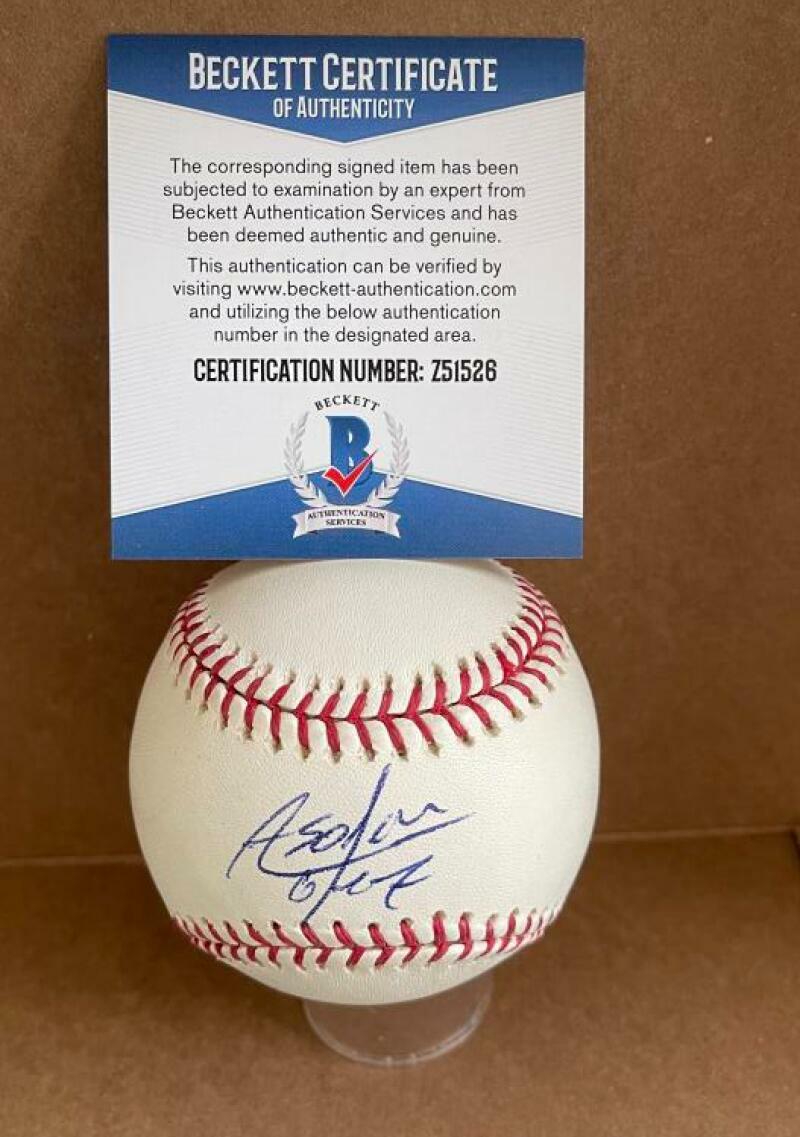 BECKETT CERTIFICATE
OF AUTHENTICITY
The corresponding signed item has been
subjected to examination by an expert from
Beckett Authentication Services and has
been deemed authentic and genuine.
This authentication can be verified by
visiting www.beckett-authentication.com
and utilizing the below authentication
number in the designated area.
CERTIFICATION NUMBER: Z51526
BECKETT
B
AUTHENTICATION
SERVICES